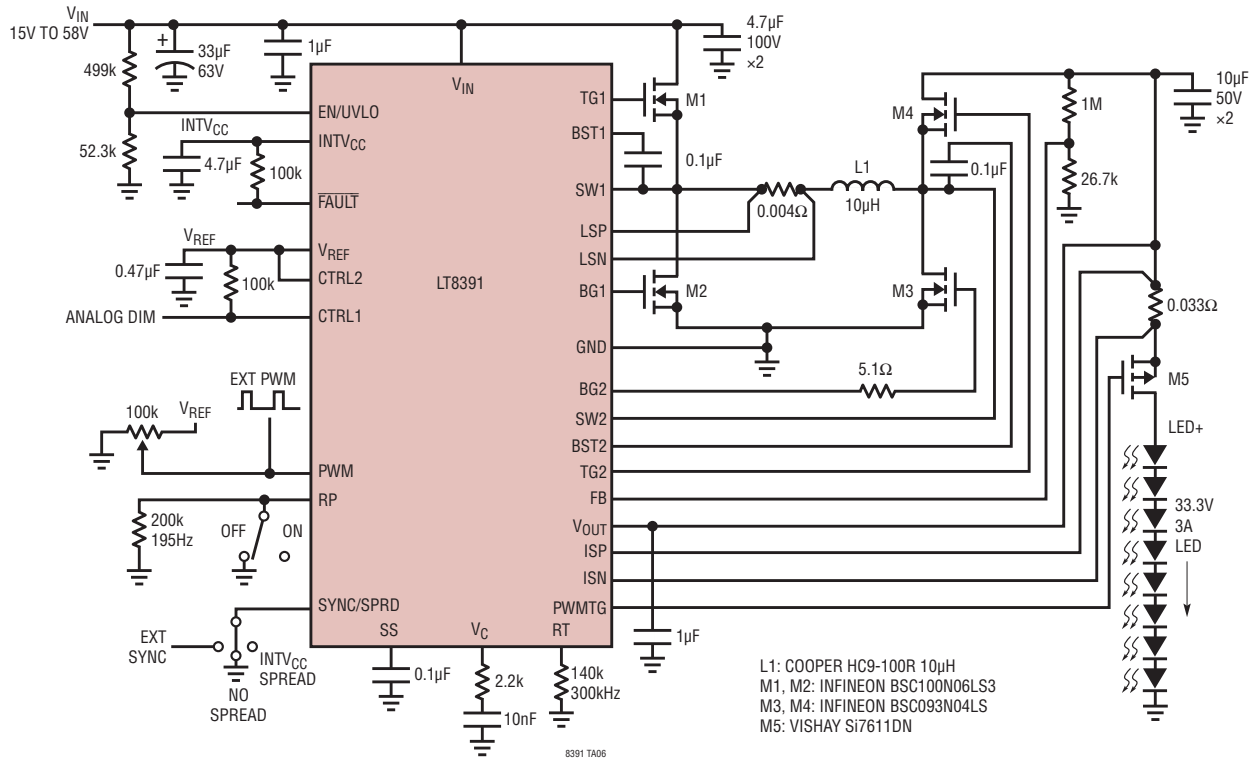 VIN
15V TO 58V
499k
+
33µF
63V
1µF
4.7µF
100V
×2
52.3k
EN/UVLO
VIN
INTVCC
INTVCC
4.7µF
100k
FAULT
VREF
VREF
0.47µF
100k
CTRL2
ANALOG DIM
CTRL1
LT8391
EXT PWM
100k
VREF
PWM
RP
200k
195Hz
OFF
ON
SYNC/SPRD
EXT
SYNC
INTVCC
SPREAD
NO
SPREAD
SS
VC
RT
0.1µF
2.2k
10nF
140k
300kHz
TG1
M1
BST1
0.1µF
SW1
LSP
LSN
BG1
M2
GND
BG2
SW2
BST2
TG2
FB
VOUT
ISP
ISN
PWMTG
1µF
0.004Ω
L1
10µH
M4
0.1µF
M3
5.1Ω
1M
26.7k
10µF
50V
×2
0.033Ω
M5
LED+
33.3V
3A
LED
L1: COOPER HC9-100R 10µH
M1, M2: INFINEON BSC100N06LS3
M3, M4: INFINEON BSC093N04LS
M5: VISHAY Si7611DN
8391 TA06